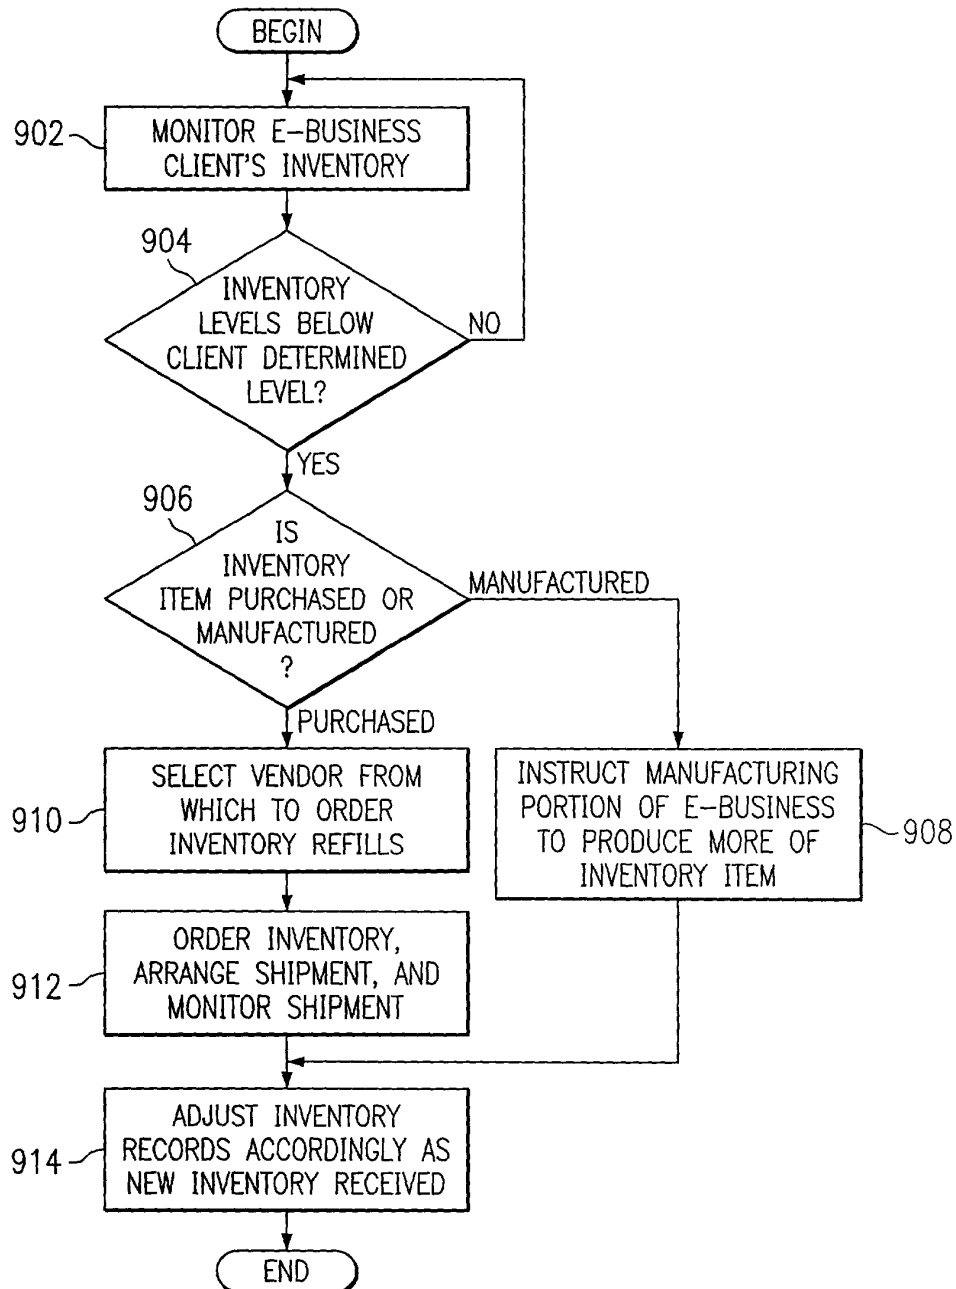 BEGIN
902
MONITOR E-BUSINESS
CLIENT'S INVENTORY
904
INVENTORY
LEVELS BELOW
CLIENT DETERMINED
LEVEL?
NO
YES
906
IS
INVENTORY
ITEM PURCHASED OR
MANUFACTURED
?
MANUFACTURED
PURCHASED
910
SELECT VENDOR FROM
WHICH TO ORDER
INVENTORY REFILLS
INSTRUCT MANUFACTURING
PORTION OF E-BUSINESS
TO PRODUCE MORE OF
INVENTORY ITEM
908
912
ORDER INVENTORY,
ARRANGE SHIPMENT, AND
MONITOR SHIPMENT
914
ADJUST INVENTORY
RECORDS ACCORDINGLY AS
NEW INVENTORY RECEIVED
END